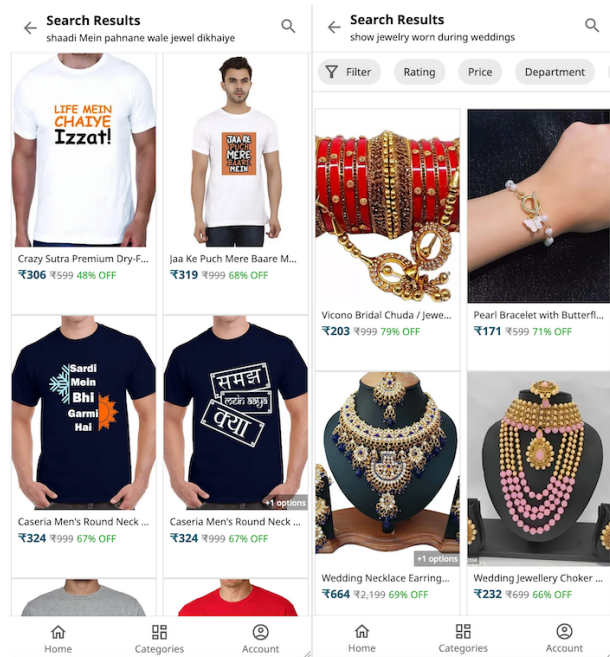 Search Results
shaadi Mein pahnane wale jewel dikhaiye
LIFE MEIN
CHAIYE
Izzat!
JAA KE
PUCH
MERE
BAARE
MEIN
Crazy Sutra Premium Dry-F...
₹306 ₹599 48% OFF
Jaa Ke Puch Mere Baare M...
₹319 ₹999 68% OFF
Sardi
Mein
Bhi
Garmi
Hai
समझ
mein aaya
क्या
+1 options
Caseria Men's Round Neck ...
₹324 ₹999 67% OFF
Caseria Men's Round Neck ...
₹324 ₹999 67% OFF
Home
Categories
Account
Search Results
show jewelry worn during weddings
Filter
Rating
Price
Department
Vicono Bridal Chuda / Jewe...
₹203 ₹999 79% OFF
Pearl Bracelet with Butterfl...
₹171 ₹599 71% OFF
+1 options
Wedding Necklace Earring...
₹664 ₹2,199 69% OFF
Wedding Jewellery Choker ...
₹232 ₹699 66% OFF
Home
Categories
Account